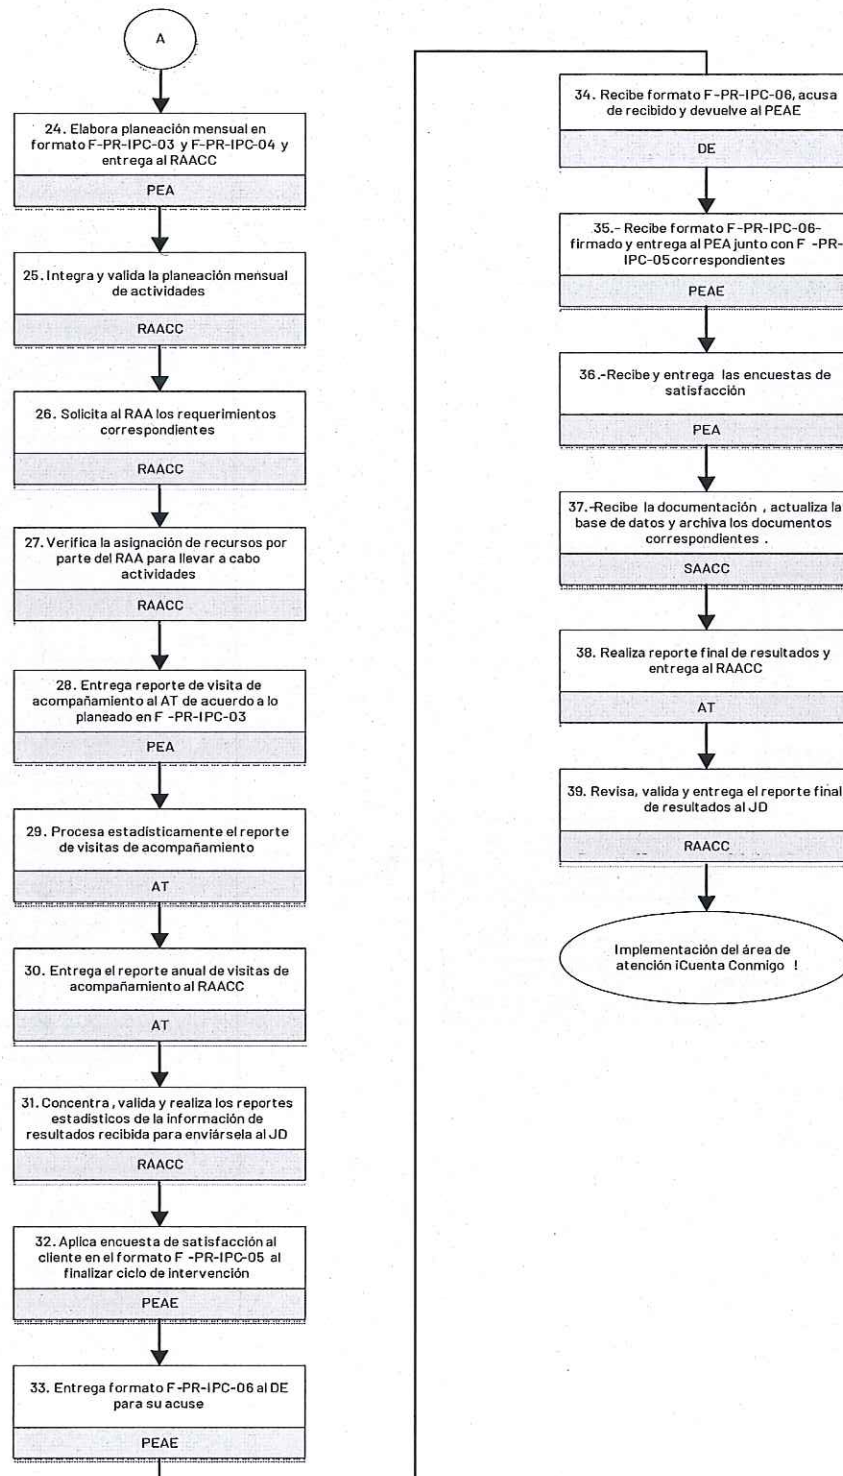 A
24. Elabora planeación mensual en
formato F-PR-IPC-03 y F-PR-IPC-04 y
entrega al RAACC
PEA
25. Integra y valida la planeación mensual
de actividades
RAACC
26. Solicita al RAA los requerimientos
correspondientes
RAACC
27. Verifica la asignación de recursos por
parte del RAA para llevar a cabo
actividades
RAACC
28. Entrega reporte de visita de
acompañamiento al AT de acuerdo a lo
planeado en F -PR-IPC-03
PEA
29. Procesa estadísticamente el reporte
de visitas de acompañamiento
AT
30. Entrega el reporte anual de visitas de
acompañamiento al RAACC
AT
31. Concentra , valida y realiza los reportes
estadísticos de la información de
resultados recibida para enviársela al JD
RAACC
32. Aplica encuesta de satisfacción al
cliente en el formato F -PR-IPC-05 al
finalizar ciclo de intervención
PEAE
33. Entrega formato F-PR-IPC-06 al DE
para su acuse
PEAE
34. Recibe formato F-PR-IPC-06, acusa
de recibido y devuelve al PEAE
DE
35.- Recibe formato F-PR-IPC-06-
firmado y entrega al PEA junto con F -PR-
IPC-05 correspondientes
PEAE
36.-Recibe y entrega las encuestas de
satisfacción
PEA
37.-Recibe la documentación , actualiza la
base de datos y archiva los documentos
correspondientes .
SAACC
38. Realiza reporte final de resultados y
entrega al RAACC
AT
39. Revisa, valida y entrega el reporte final
de resultados al JD
RAACC
Implementación del área de
atención ¡Cuenta Conmigo !